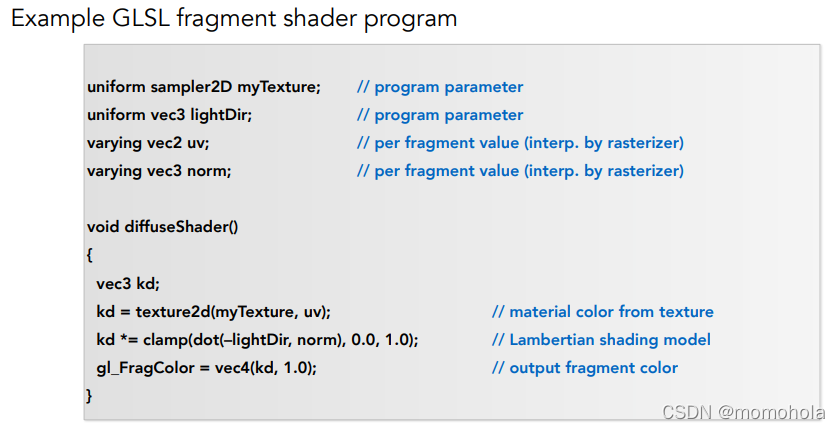 Example GLSL fragment shader program
uniform sampler2D myTexture; // program parameter
uniform vec3 lightDir; // program parameter
varying vec2 uv; // per fragment value (interp. by rasterizer)
varying vec3 norm; // per fragment value (interp. by rasterizer)
void diffuseShader()
{
vec3 kd;
kd = texture2d(myTexture, uv); // material color from texture
kd *= clamp(dot(–lightDir, norm), 0.0, 1.0); // Lambertian shading model
gl_FragColor = vec4(kd, 1.0); // output fragment color
}
CSDN @momohola